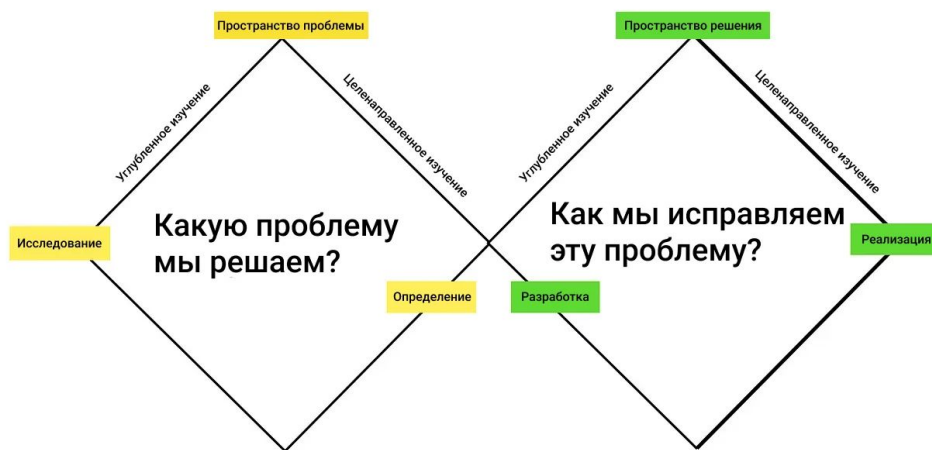 Пространство проблемы
Углубленное изучение
Целенаправленное изучение
Какую проблему
мы решаем?
Исследование
Определение
Пространство решения
Углубленное изучение
Целенаправленное изучение
Как мы исправляем
эту проблему?
Разработка
Реализация